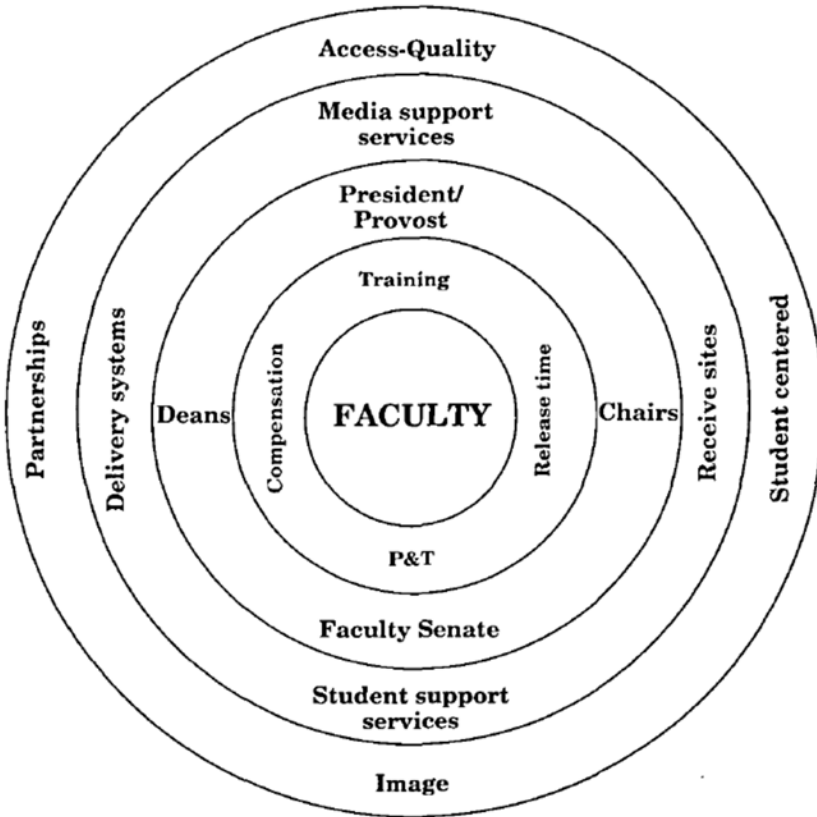 Access-Quality
Media support
services
President/
Provost
Training
Partnerships
Delivery systems
Deans
Compensation
FACULTY
Release time
Chairs
Receive sites
Student centered
P&T
Faculty Senate
Student support
services
Image